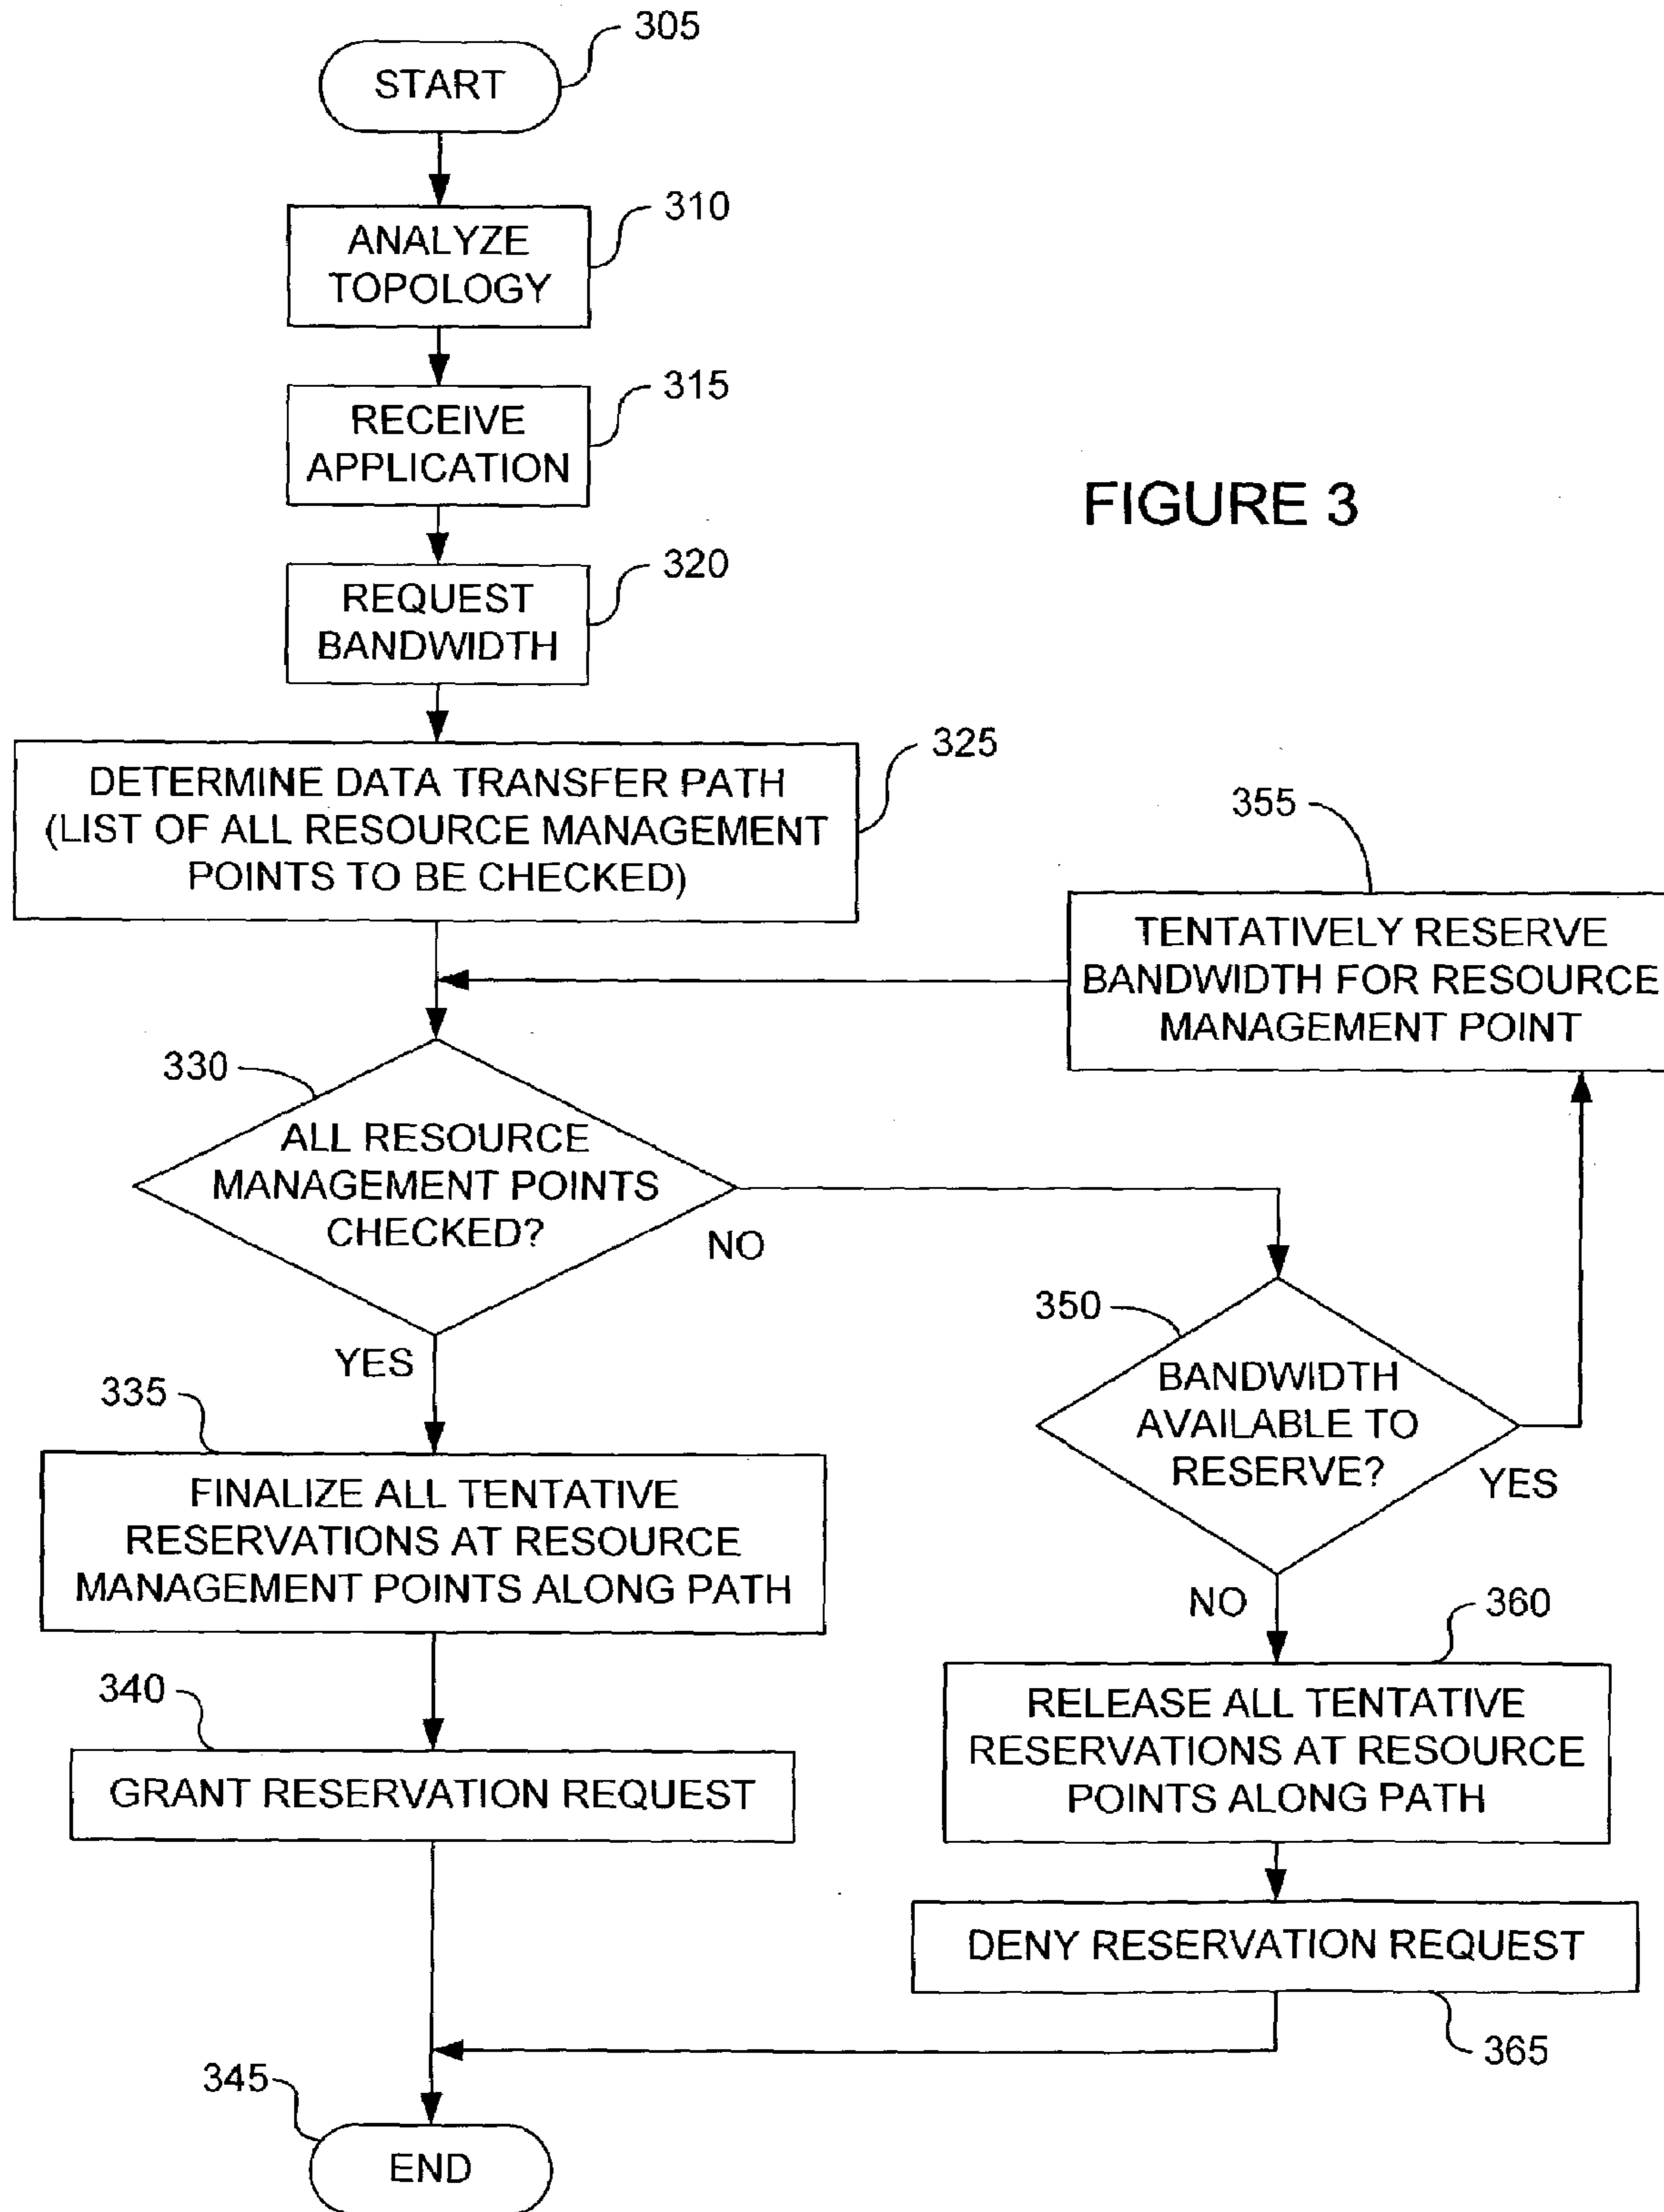 305
START
310
ANALYZE
TOPOLOGY
315
RECEIVE
APPLICATION
FIGURE 3
320
REQUEST
BANDWIDTH
325
DETERMINE DATA TRANSFER PATH
(LIST OF ALL RESOURCE MANAGEMENT
POINTS TO BE CHECKED)
355
TENTATIVELY RESERVE
BANDWIDTH FOR RESOURCE
MANAGEMENT POINT
330
ALL RESOURCE
MANAGEMENT POINTS
CHECKED?
NO
YES
350
BANDWIDTH
AVAILABLE TO
RESERVE?
YES
NO
335
FINALIZE ALL TENTATIVE
RESERVATIONS AT RESOURCE
MANAGEMENT POINTS ALONG PATH
360
RELEASE ALL TENTATIVE
RESERVATIONS AT RESOURCE
POINTS ALONG PATH
340
GRANT RESERVATION REQUEST
DENY RESERVATION REQUEST
365
345
END